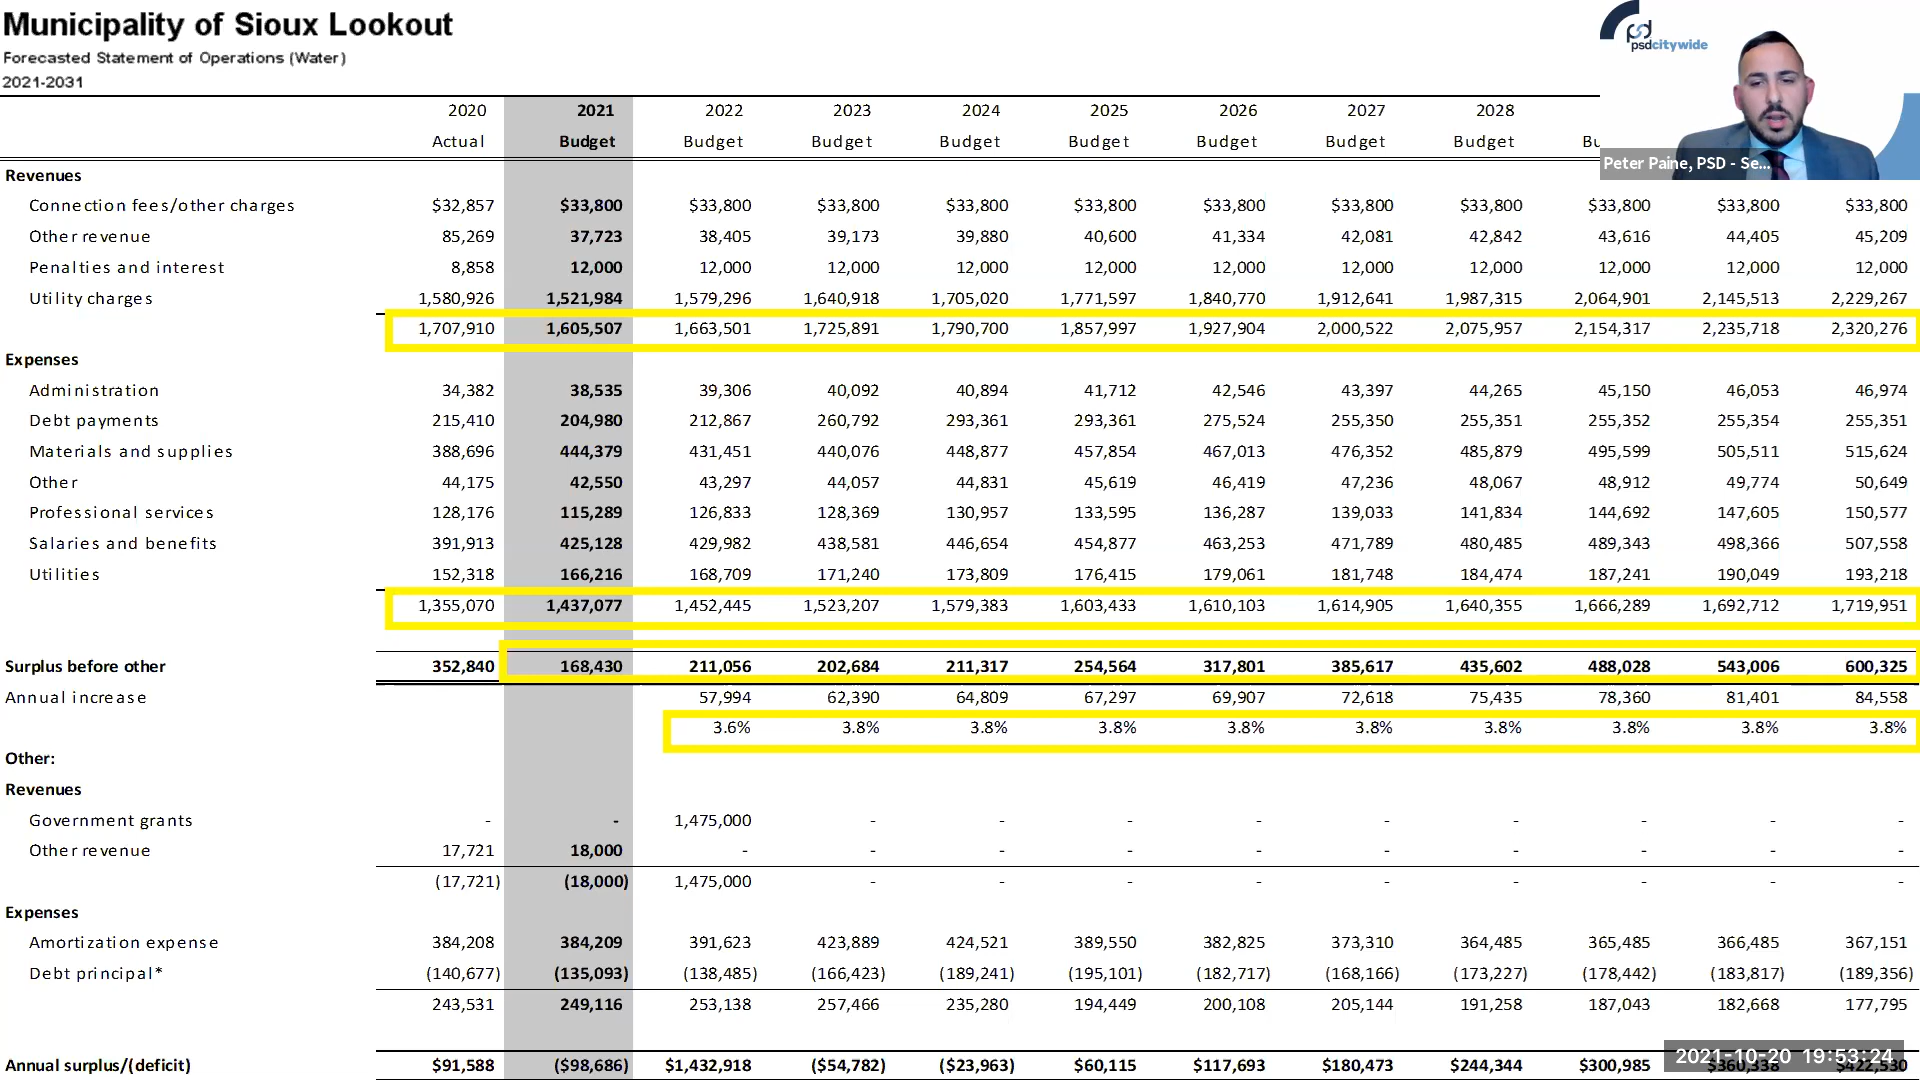 Municipality of Sioux Lookout
Forecasted Statement of Operations (Water)
2021-2031
psd
psdcitywide
Peter Paine, PSD - Se...
2020 2021 2022 2023 2024 2025 2026 2027 2028
Actual Budget Budget Budget Budget Budget Budget Budget Budget Bu
Revenues
Connection fees/other charges $32,857 $33,800 $33,800 $33,800 $33,800 $33,800 $33,800 $33,800 $33,800 $33,800 $33,800 $33,800
Other revenue 85,269 37,723 38,405 39,173 39,880 40,600 41,334 42,081 42,842 43,616 44,405 45,209
Penalties and interest 8,858 12,000 12,000 12,000 12,000 12,000 12,000 12,000 12,000 12,000 12,000 12,000
Utility charges 1,580,926 1,521,984 1,579,296 1,640,918 1,705,020 1,771,597 1,840,770 1,912,641 1,987,315 2,064,901 2,145,513 2,229,267
1,707,910 1,605,507 1,663,501 1,725,891 1,790,700 1,857,997 1,927,904 2,000,522 2,075,957 2,154,317 2,235,718 2,320,276
Expenses
Administration 34,382 38,535 39,306 40,092 40,894 41,712 42,546 43,397 44,265 45,150 46,053 46,974
Debt payments 215,410 204,980 212,867 260,792 293,361 293,361 275,524 255,350 255,351 255,352 255,354 255,351
Materials and supplies 388,696 444,379 431,451 440,076 448,877 457,854 467,013 476,352 485,879 495,599 505,511 515,624
Other 44,175 42,550 43,297 44,057 44,831 45,619 46,419 47,236 48,067 48,912 49,774 50,649
Professional services 128,176 115,289 126,833 128,369 130,957 133,595 136,287 139,033 141,834 144,692 147,605 150,577
Salaries and benefits 391,913 425,128 429,982 438,581 446,654 454,877 463,253 471,789 480,485 489,343 498,366 507,558
Utilities 152,318 166,216 168,709 171,240 173,809 176,415 179,061 181,748 184,474 187,241 190,049 193,218
1,355,070 1,437,077 1,452,445 1,523,207 1,579,383 1,603,433 1,610,103 1,614,905 1,640,355 1,666,289 1,692,712 1,719,951
Surplus before other 352,840 168,430 211,056 202,684 211,317 254,564 317,801 385,617 435,602 488,028 543,006 600,325
Annual increase 57,994 62,390 64,809 67,297 69,907 72,618 75,435 78,360 81,401 84,558
3.6% 3.8% 3.8% 3.8% 3.8% 3.8% 3.8% 3.8% 3.8% 3.8%
Other:
Revenues
Government grants - - 1,475,000 - - - - - - - - -
Other revenue 17,721 18,000 - - - - - - - - - -
(17,721) (18,000) 1,475,000 - - - - - - - - -
Expenses
Amortization expense 384,208 384,209 391,623 423,889 424,521 389,550 382,825 373,310 364,485 365,485 366,485 367,151
Debt principal* (140,677) (135,093) (138,485) (166,423) (189,241) (195,101) (182,717) (168,166) (173,227) (178,442) (183,817) (189,356)
243,531 249,116 253,138 257,466 235,280 194,449 200,108 205,144 191,258 187,043 182,668 177,795
Annual surplus/(deficit) $91,588 ($98,686) $1,432,918 ($54,782) ($23,963) $60,115 $117,693 $180,473 $244,344 $300,985 $360,338 $422,530
2021-10-20 19:53:24